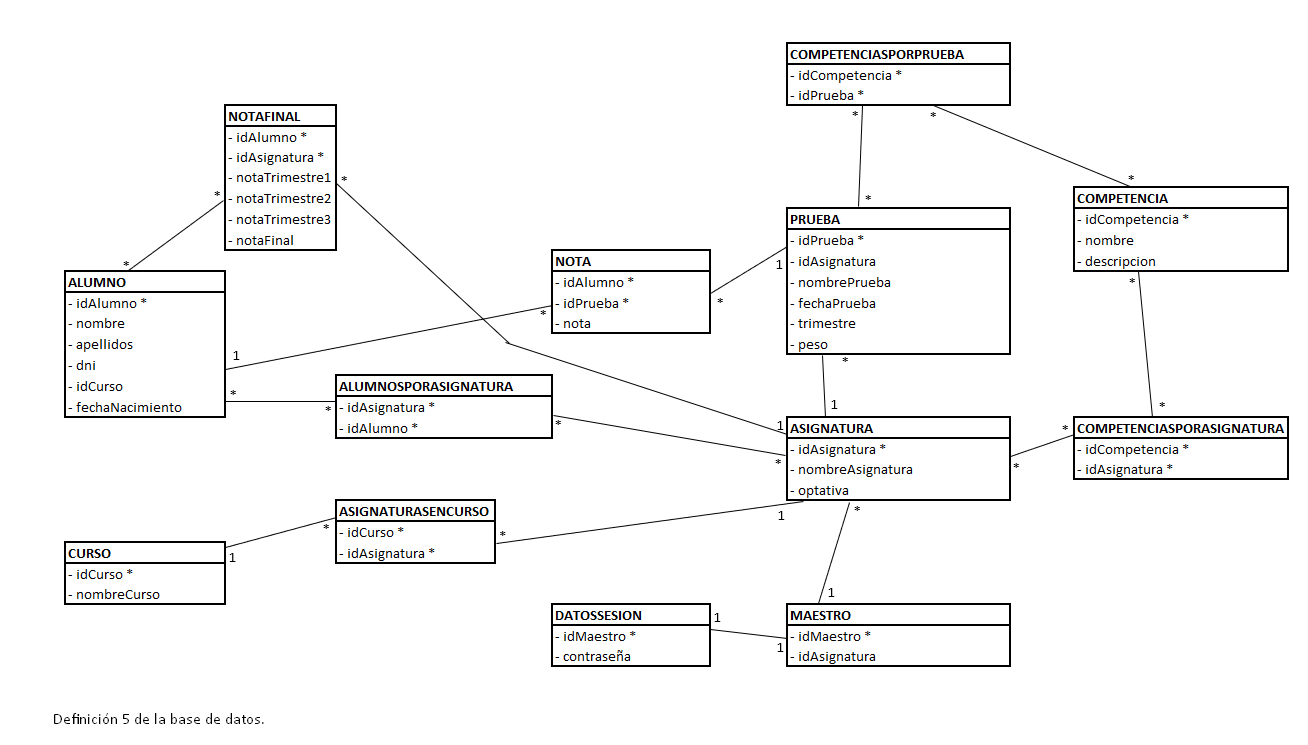 COMPETENCIASPORPRUEBA
- idCompetencia *
- idPrueba *
*
*
NOTAFINAL
- idAlumno *
- idAsignatura *
- notaTrimestre1
- notaTrimestre2
- notaTrimestre3
- notaFinal
*
*
*
*
*
COMPETENCIA
- idCompetencia *
- nombre
- descripcion
*
PRUEBA
- idPrueba *
- idAsignatura
- nombrePrueba
- fechaPrueba
- trimestre
- peso
1
*
NOTA
- idAlumno *
- idPrueba *
- nota
*
*
ALUMNO
- idAlumno *
- nombre
- apellidos
- dni
- idCurso
- fechaNacimiento
1
*
ALUMNOSPORASIGNATURA
- idAsignatura *
- idAlumno *
*
*
1
1
*
ASIGNATURA
- idAsignatura *
- nombreAsignatura
- optativa
*
*
*
COMPETENCIASPORASIGNATURA
- idCompetencia *
- idAsignatura *
ASIGNATURASENCURSO
- idCurso *
- idAsignatura *
*
*
1
*
CURSO
- idCurso *
- nombreCurso
1
DATOSSESION
- idMaestro *
- contraseña
1
1
1
MAESTRO
- idMaestro *
- idAsignatura
Definición 5 de la base de datos.